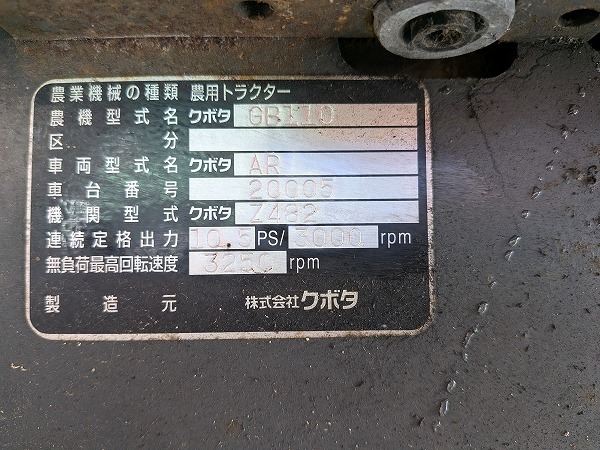 農業機械の種類 農用トラクター
農機型式名 クボタ GBT10
区.. 分
車両型式名 クボタ AR
車台番号 20005
機関型式 クボタ Z482
連続定格出力 10.5 PS/ 3000 rpm
無負荷最高回転速度 3250 rpm
製造元 株式会社クボタ